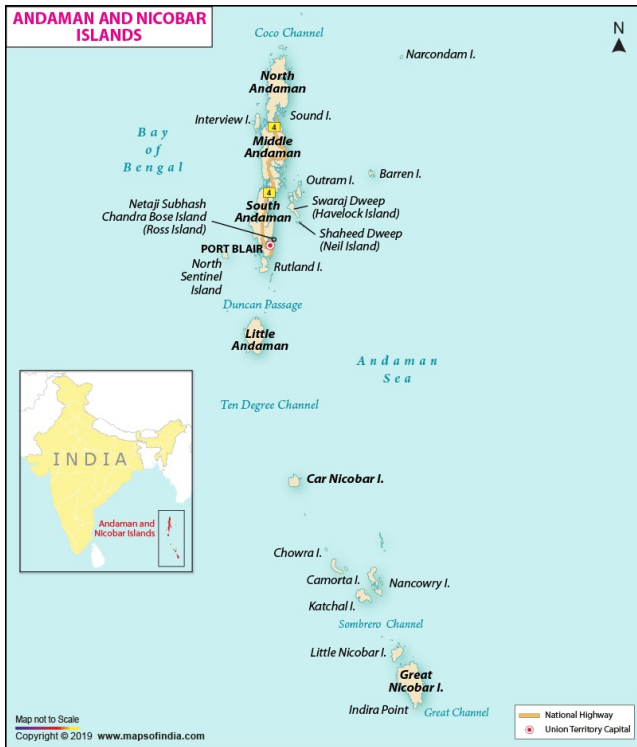 ANDAMAN AND NICOBAR
ISLANDS
N
Coco Channel
Narcondam I.
North
Andaman
Interview I.
Sound I.
4
Bay
of
Bengal
Middle
Andaman
Barren I.
Outram I.
4
Swaraj Dweep
(Havelock Island)
Netaji Subhash
Chandra Bose Island
(Ross Island)
South
Andaman
Shaheed Dweep
(Neil Island)
PORT BLAIR
North
Sentinel
Island
Rutland I.
Duncan Passage
Little
Andaman
Andaman
Sea
Ten Degree Channel
INDIA
Andaman and
Nicobar Islands
Car Nicobar I.
Chowra I.
Camorta I.
Nancowry I.
Katchal I.
Sombrero Channel
Little Nicobar I.
Great
Nicobar I.
Indira Point
Great Channel
Map not to Scale
Copyright © 2019 www.mapsofindia.com
National Highway
Union Territory Capital